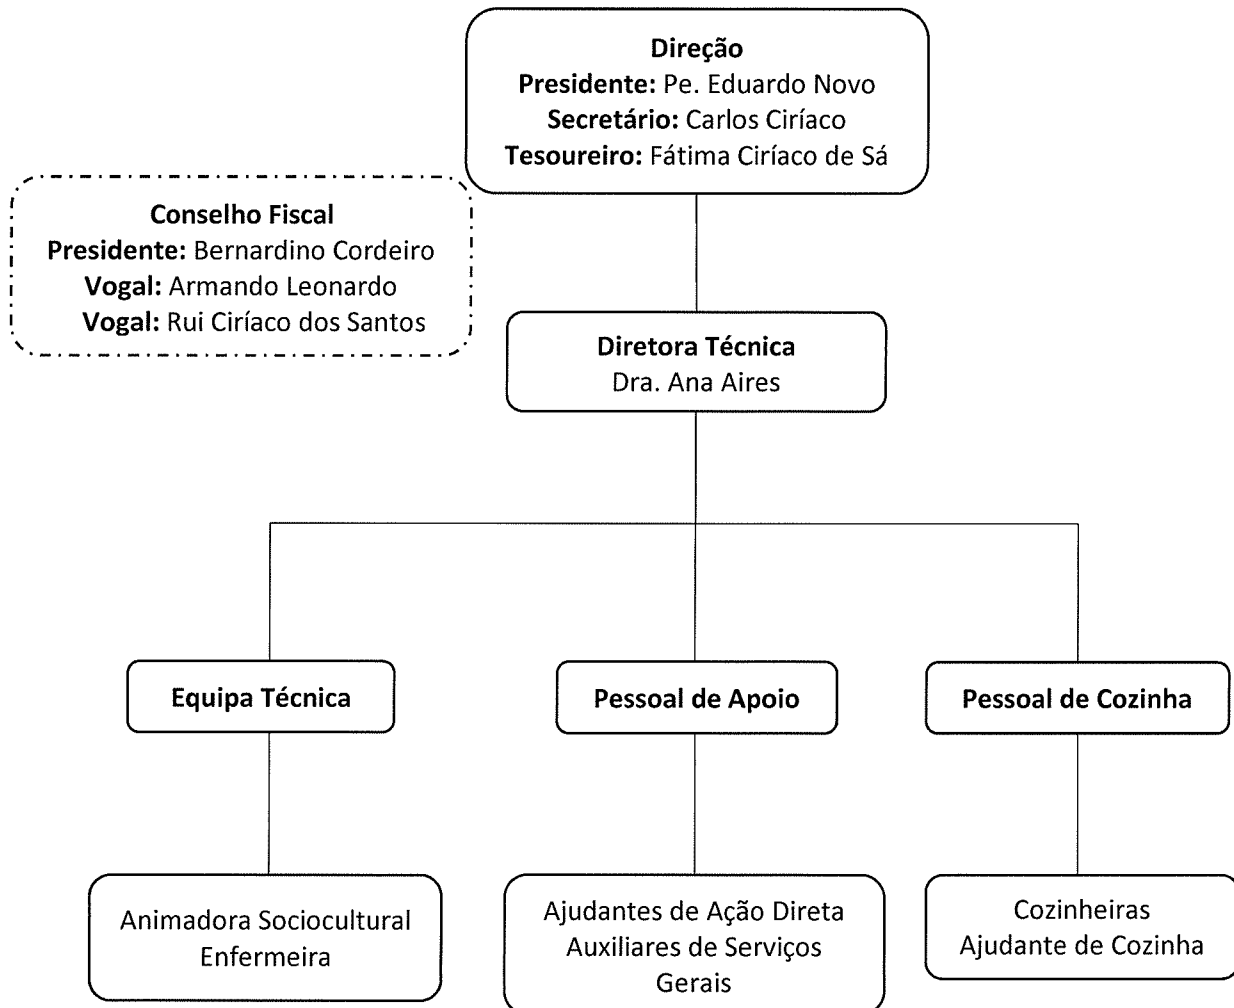 Direção
Presidente: Pe. Eduardo Novo
Secretário: Carlos Ciríaco
Tesoureiro: Fátima Ciríaco de Sá
Conselho Fiscal
Presidente: Bernardino Cordeiro
Vogal: Armando Leonardo
Vogal: Rui Ciríaco dos Santos
Diretora Técnica
Dra. Ana Aires
Equipa Técnica
Pessoal de Apoio
Pessoal de Cozinha
Animadora Sociocultural
Enfermeira
Ajudantes de Ação Direta
Auxiliares de Serviços
Gerais
Cozinheiras
Ajudante de Cozinha